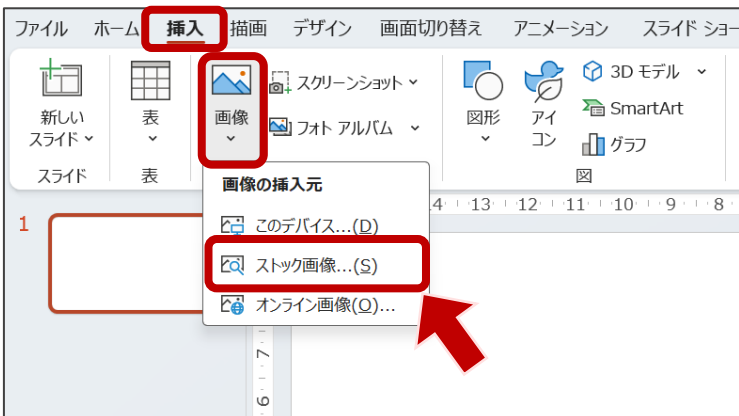 ファイル ホーム 挿入 描画 デザイン 画面切り替え アニメーション スライド ショー
新しい
スライド
表
画像
スクリーンショット
フォト アルバム
図形
アイ
コン
3D モデル
SmartArt
グラフ
スライド 表 図
画像の挿入元
このデバイス...(D)
ストック画像...(S)
オンライン画像(O)...
14 13 12 11 10 9 8
1
7
6